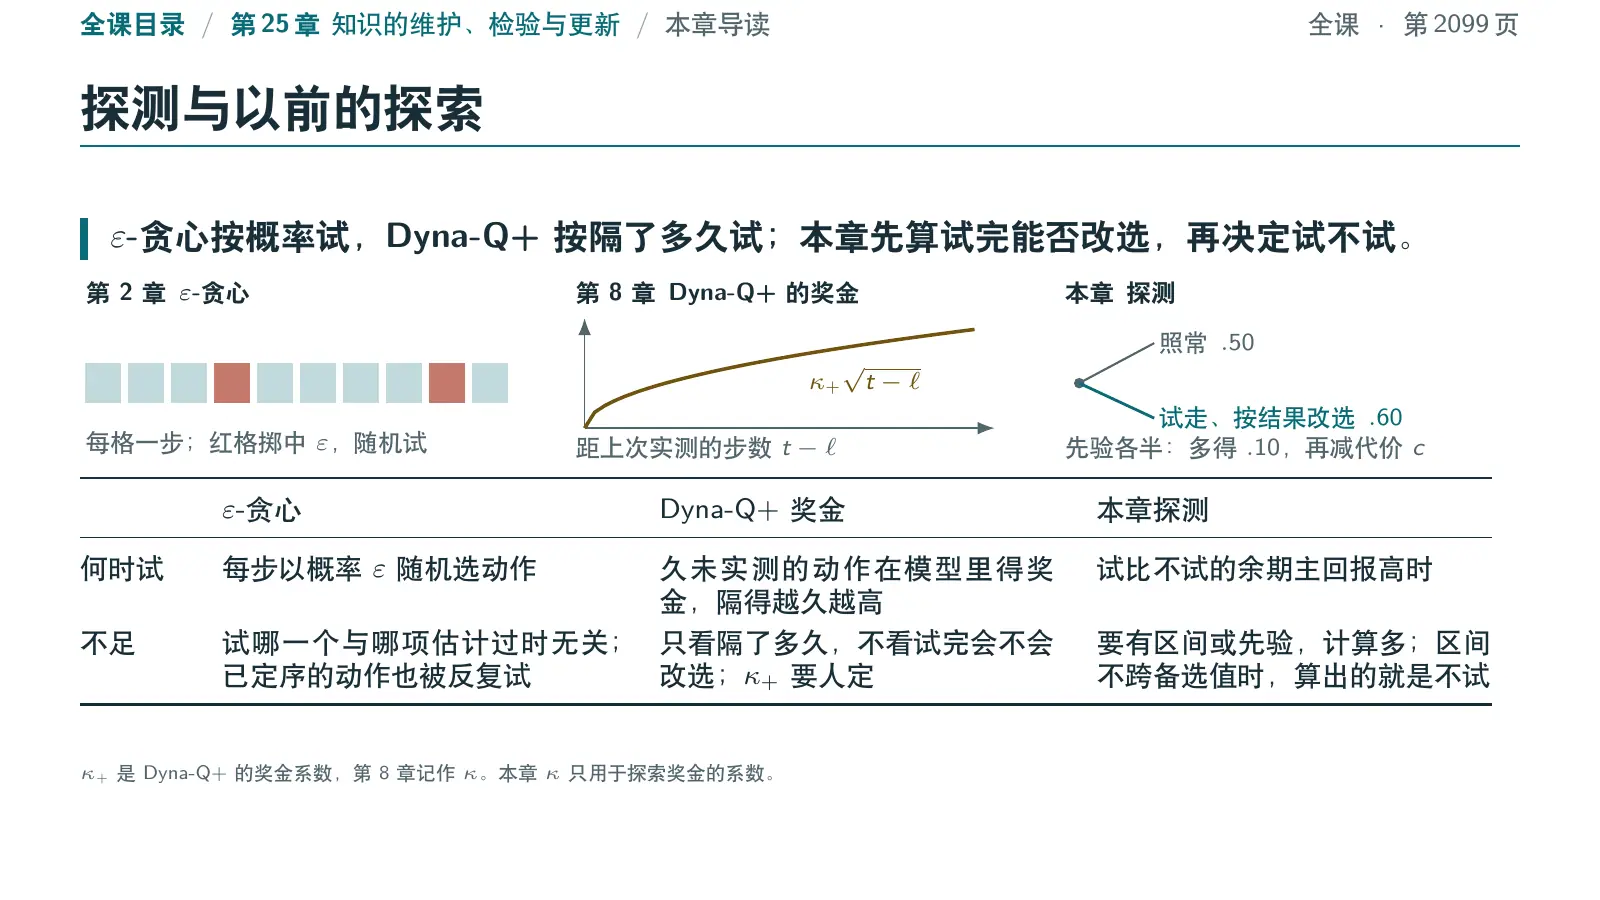 全课目录 / 第 25 章 知识的维护、检验与更新 / 本章导读
全课 · 第 2099 页
探测与以前的探索
ε-贪心按概率试，Dyna-Q+ 按隔了多久试；本章先算试完能否改选，再决定试不试。
第 2 章 ε-贪心
每格一步；红格掷中 ε，随机试
第 8 章 Dyna-Q+ 的奖金
κ₊√(t − ℓ)
距上次实测的步数 t − ℓ
本章 探测
照常 .50
试走、按结果改选 .60
先验各半：多得 .10，再减代价 c
ε-贪心 Dyna-Q+ 奖金 本章探测
何时试 每步以概率 ε 随机选动作 久未实测的动作在模型里得奖 试比不试的余期主回报高时
金，隔得越久越高
不足 试哪一个与哪项估计过时无关； 只看隔了多久，不看试完会不会 要有区间或先验，计算多；区间
已定序的动作也被反复试 改选；κ₊ 要人定 不跨备选值时，算出的就是不试
κ₊ 是 Dyna-Q+ 的奖金系数，第 8 章记作 κ。本章 κ 只用于探索奖金的系数。